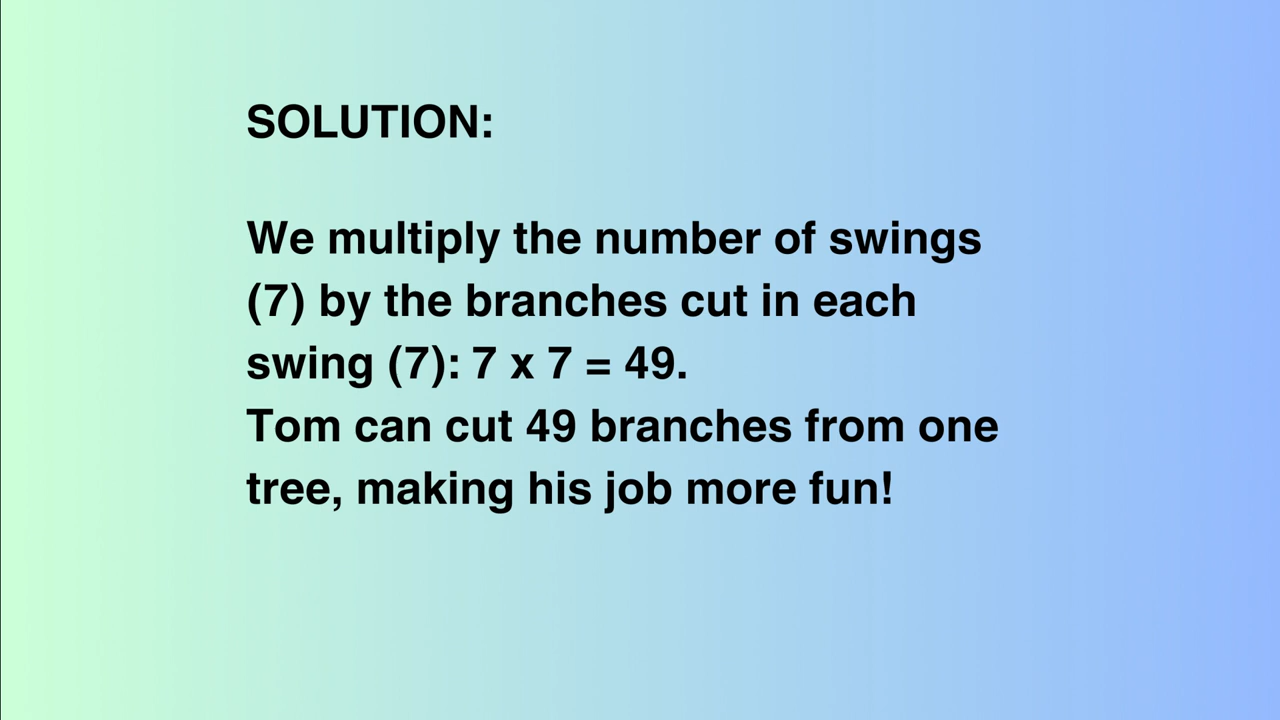 SOLUTION:
We multiply the number of swings
(7) by the branches cut in each
swing (7): 7 x 7 = 49.
Tom can cut 49 branches from one
tree, making his job more fun!